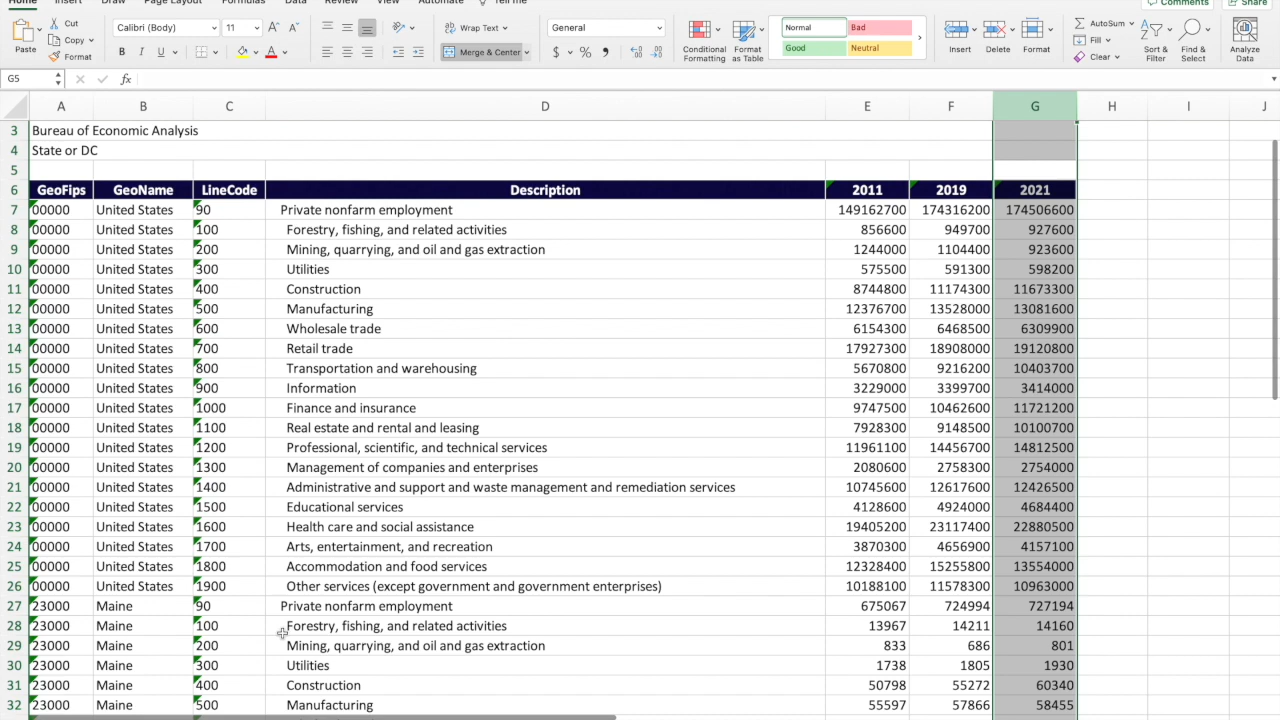 Home Insert Draw Page Layout Formulas Data Review View Automate Tell me Comments Share
Paste Cut Copy Format Calibri (Body) 11 A A B I U A Wrap Text Merge & Center General $ % Conditional Formatting Format as Table Normal Bad Good Neutral Insert Delete Format AutoSum Fill Clear Sort & Filter Find & Select Analyze Data
G5 fx
A B C D E F G H I J
3 Bureau of Economic Analysis
4 State or DC
5
6 GeoFips GeoName LineCode Description 2011 2019 2021
7 00000 United States 90 Private nonfarm employment 149162700 174316200 174506600
8 00000 United States 100 Forestry, fishing, and related activities 856600 949700 927600
9 00000 United States 200 Mining, quarrying, and oil and gas extraction 1244000 1104400 923600
10 00000 United States 300 Utilities 575500 591300 598200
11 00000 United States 400 Construction 8744800 11174300 11673300
12 00000 United States 500 Manufacturing 12376700 13528000 13081600
13 00000 United States 600 Wholesale trade 6154300 6468500 6309900
14 00000 United States 700 Retail trade 17927300 18908000 19120800
15 00000 United States 800 Transportation and warehousing 5670800 9216200 10403700
16 00000 United States 900 Information 3229000 3399700 3414000
17 00000 United States 1000 Finance and insurance 9747500 10462600 11721200
18 00000 United States 1100 Real estate and rental and leasing 7928300 9148500 10100700
19 00000 United States 1200 Professional, scientific, and technical services 11961100 14456700 14812500
20 00000 United States 1300 Management of companies and enterprises 2080600 2758300 2754000
21 00000 United States 1400 Administrative and support and waste management and remediation services 10745600 12617600 12426500
22 00000 United States 1500 Educational services 4128600 4924000 4684400
23 00000 United States 1600 Health care and social assistance 19405200 23117400 22880500
24 00000 United States 1700 Arts, entertainment, and recreation 3870300 4656900 4157100
25 00000 United States 1800 Accommodation and food services 12328400 15255800 13554000
26 00000 United States 1900 Other services (except government and government enterprises) 10188100 11578300 10963000
27 23000 Maine 90 Private nonfarm employment 675067 724994 727194
28 23000 Maine 100 Forestry, fishing, and related activities 13967 14211 14160
29 23000 Maine 200 Mining, quarrying, and oil and gas extraction 833 686 801
30 23000 Maine 300 Utilities 1738 1805 1930
31 23000 Maine 400 Construction 50798 55272 60340
32 23000 Maine 500 Manufacturing 55597 57866 58455